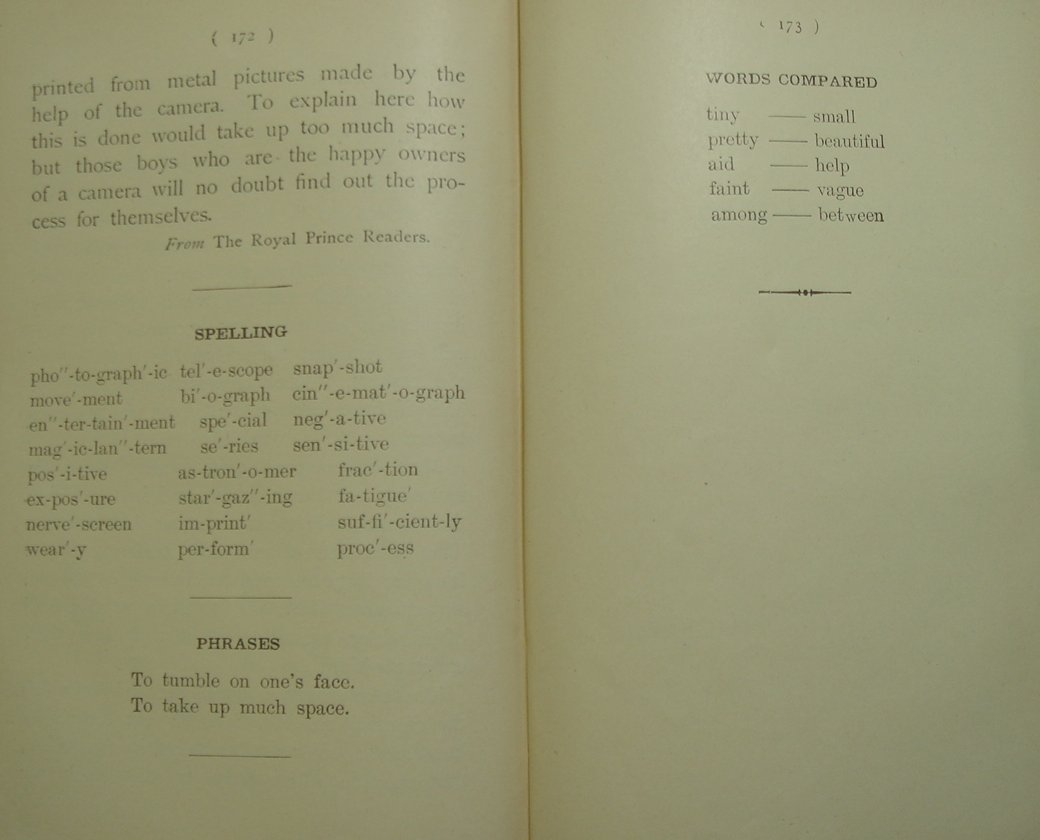 ( 172 )
printed from metal pictures made by the
help of the camera. To explain here how
this is done would take up too much space;
but those boys who are the happy owners
of a camera will no doubt find out the pro-
cess for themselves.
From The Royal Prince Readers.
SPELLING
pho″-to-graph′-ic tel′-e-scope snap′-shot
move′-ment bi′-o-graph cin″-e-mat′-o-graph
en″-ter-tain′-ment spe′-cial neg′-a-tive
mag′-ic-lan″-tern se′-ries sen′-si-tive
pos′-i-tive as-tron′-o-mer frac′-tion
ex-pos′-ure star′-gaz″-ing fa-tigue′
nerve′-screen im-print′ suf-fi′-cient-ly
wear′-y per-form′ proc′-ess
PHRASES
To tumble on one's face.
To take up much space.
( 173 )
WORDS COMPARED
tiny —— small
pretty —— beautiful
aid —— help
faint —— vague
among —— between